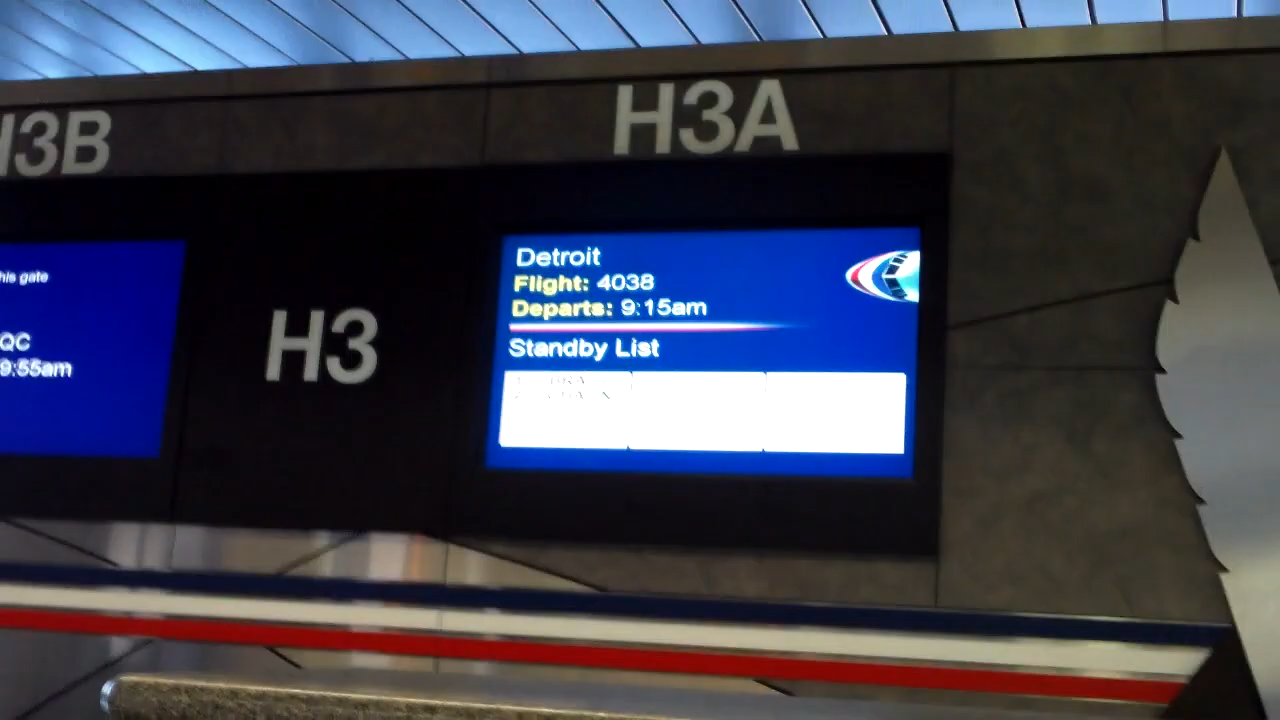 H3B
H3A
his gate
QC
9:55am
H3
Detroit
Flight: 4038
Departs: 9:15am
Standby List